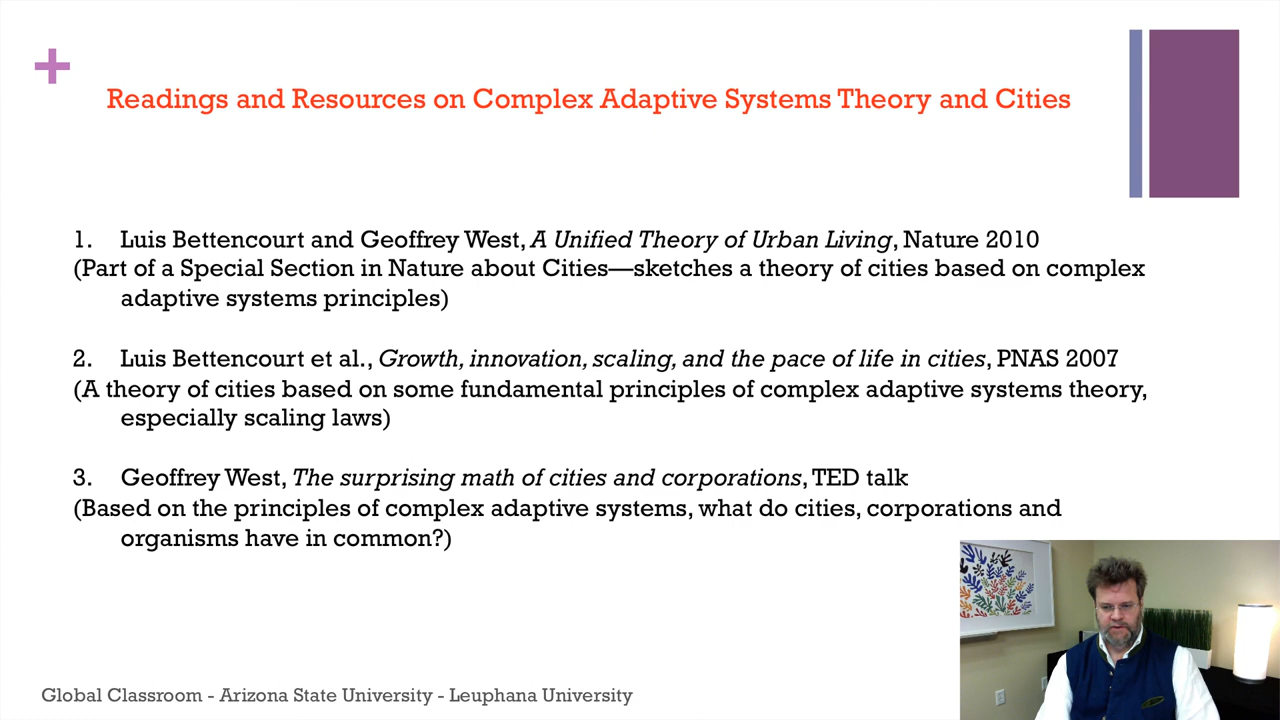 Readings and Resources on Complex Adaptive Systems Theory and Cities
1. Luis Bettencourt and Geoffrey West, A Unified Theory of Urban Living, Nature 2010
(Part of a Special Section in Nature about Cities—sketches a theory of cities based on complex
adaptive systems principles)
2. Luis Bettencourt et al., Growth, innovation, scaling, and the pace of life in cities, PNAS 2007
(A theory of cities based on some fundamental principles of complex adaptive systems theory,
especially scaling laws)
3. Geoffrey West, The surprising math of cities and corporations, TED talk
(Based on the principles of complex adaptive systems, what do cities, corporations and
organisms have in common?)
Global Classroom - Arizona State University - Leuphana University